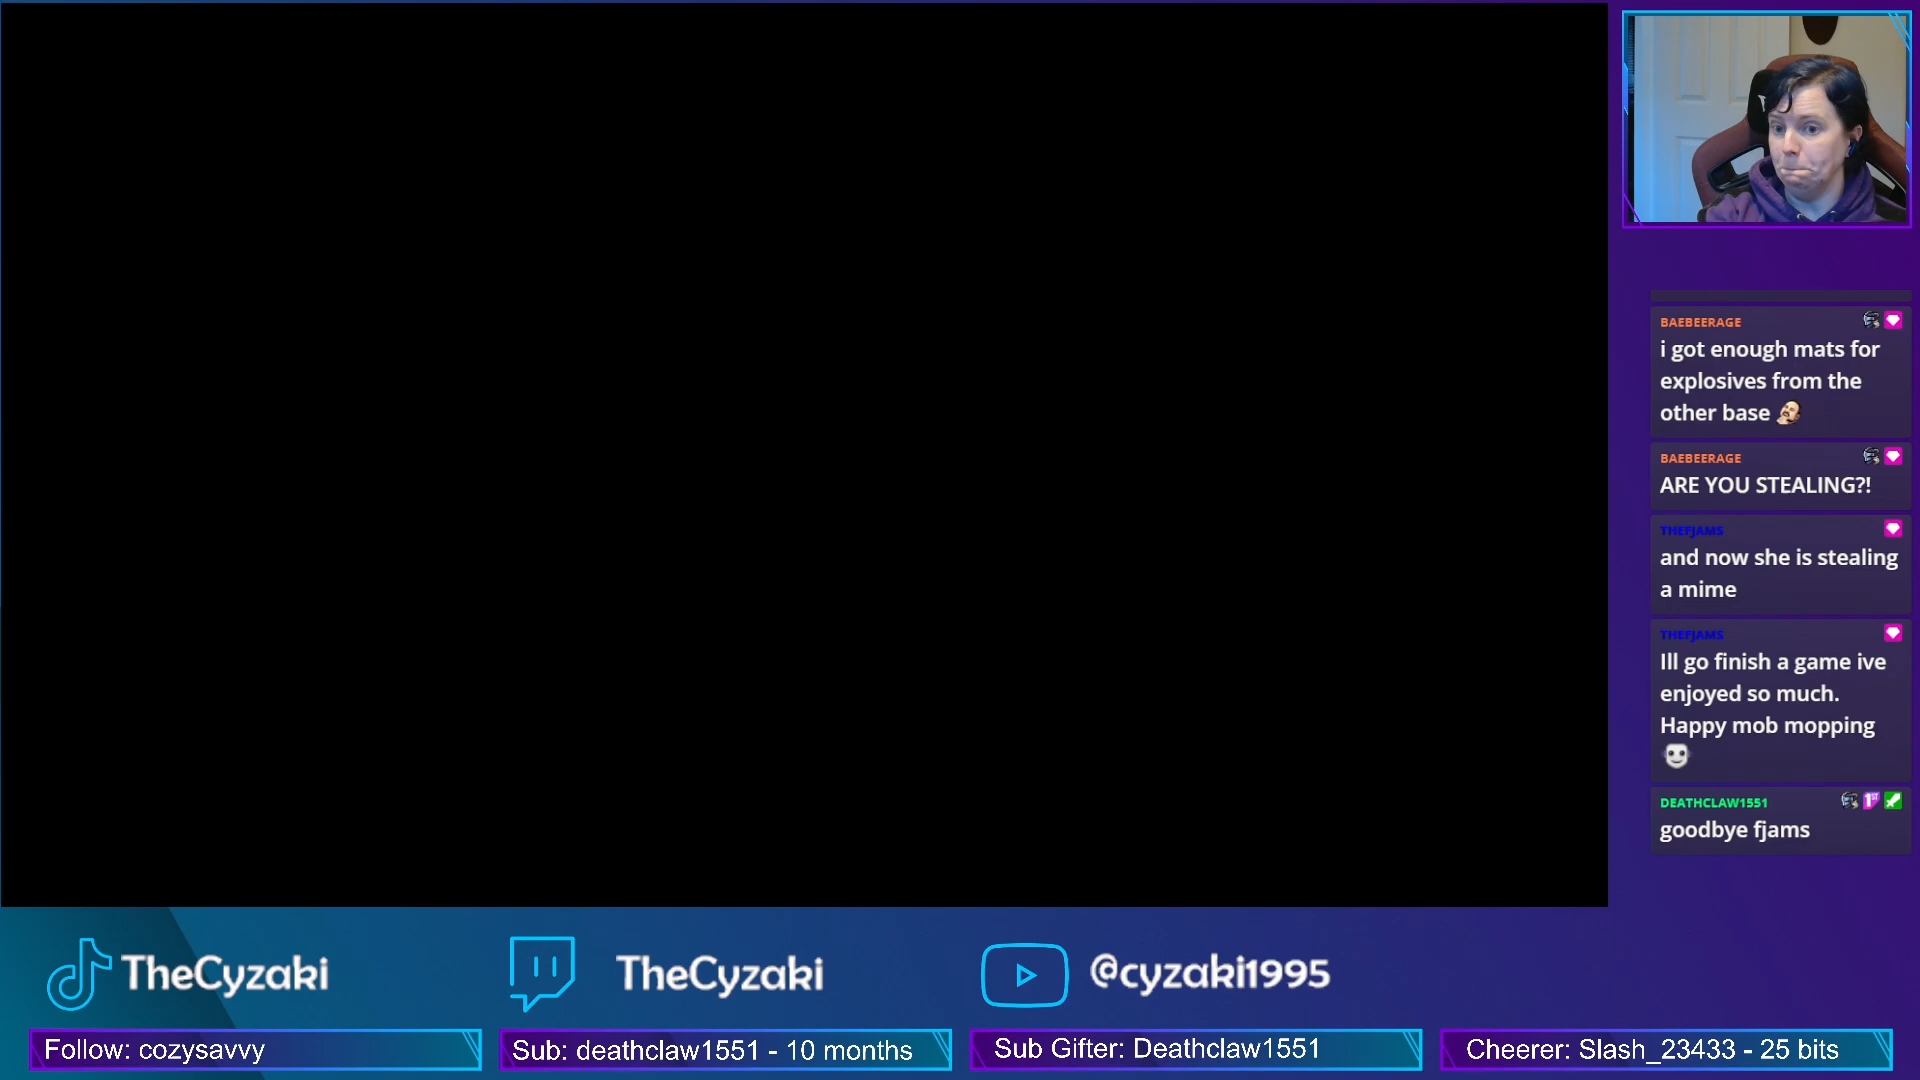 BAEBEERAGE
i got enough mats for
explosives from the
other base
BAEBEERAGE
ARE YOU STEALING?!
THEFJAMS
and now she is stealing
a mime
THEFJAMS
Ill go finish a game ive
enjoyed so much.
Happy mob mopping
DEATHCLAW1551
1ST
goodbye fjams
TheCyzaki
TheCyzaki
@cyzaki1995
Follow: cozysavvy
Sub: deathclaw1551 - 10 months
Sub Gifter: Deathclaw1551
Cheerer: Slash_23433 - 25 bits